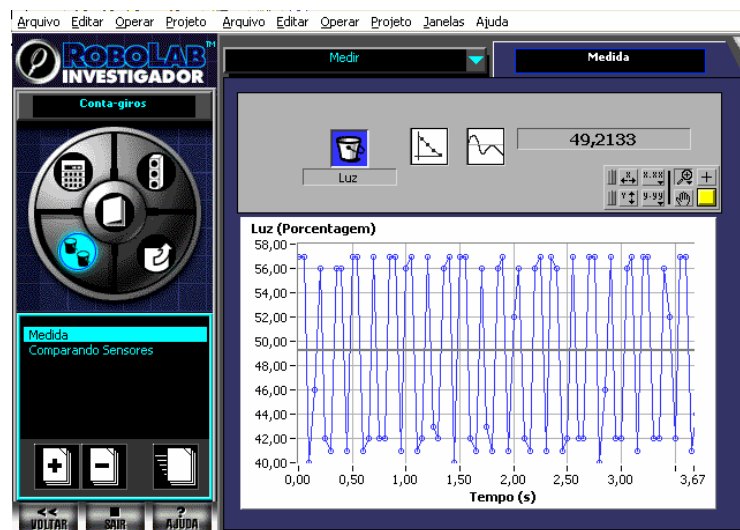 Arquivo Editar Operar Projeto Arquivo Editar Operar Projeto Janelas Ajuda
ROBOLAB™
INVESTIGADOR
Conta-giros
Medir
Medida
49,2133
Luz
Medida
Comparando Sensores
VOLTAR
SAIR
AJUDA
Luz (Porcentagem)
58,00
56,00
54,00
52,00
50,00
48,00
46,00
44,00
42,00
40,00
0,00 0,50 1,00 1,50 2,00 2,50 3,00 3,67
Tempo (s)